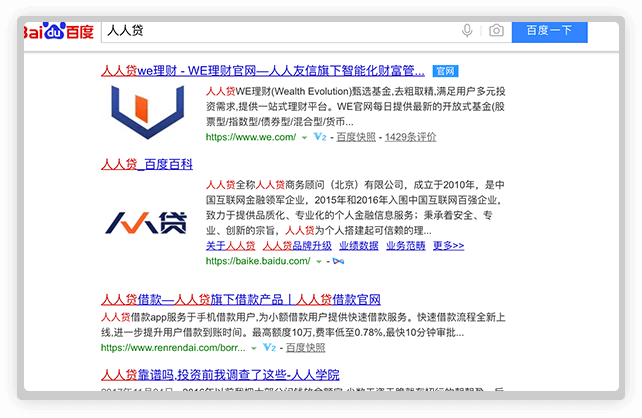 Bai du 百度 人人贷 百度一下
人人贷we理财 - WE理财官网—人人友信旗下智能化财富管... 官网
人人贷WE理财(Wealth Evolution)甄选基金,去粗取精,满足用户多元投
资需求,提供一站式理财平台。WE官网每日提供最新的开放式基金(股
票型/指数型/债券型/混合型/货币...
https://www.we.com/ V2 - 百度快照 - 1429条评价
人人贷_百度百科
人人贷全称人人贷商务顾问（北京）有限公司，成立于2010年，是中
国互联网金融领军企业，2015年和2016年入围中国互联网百强企业，
致力于提供品质化、专业化的个人金融信息服务；秉承着安全、专
业、创新的宗旨，人人贷为个人搭建起可信赖的理...
人人贷
关于人人贷 人人贷品牌升级 业绩数据 业务范畴 更多>>
https://baike.baidu.com/ -
人人贷借款—人人贷旗下借款产品丨人人贷借款官网
人人贷借款app服务于手机借款用户,为小额借款用户提供快速借款服务。快速借款流程全新上
线,进一步提升用户借款到账时间。最高额度10万,费率低至0.78%,最快10分钟审批...
https://www.renrendai.com/borr... V2 - 百度快照
人人贷靠谱吗,投资前我调查了这些-人人学院